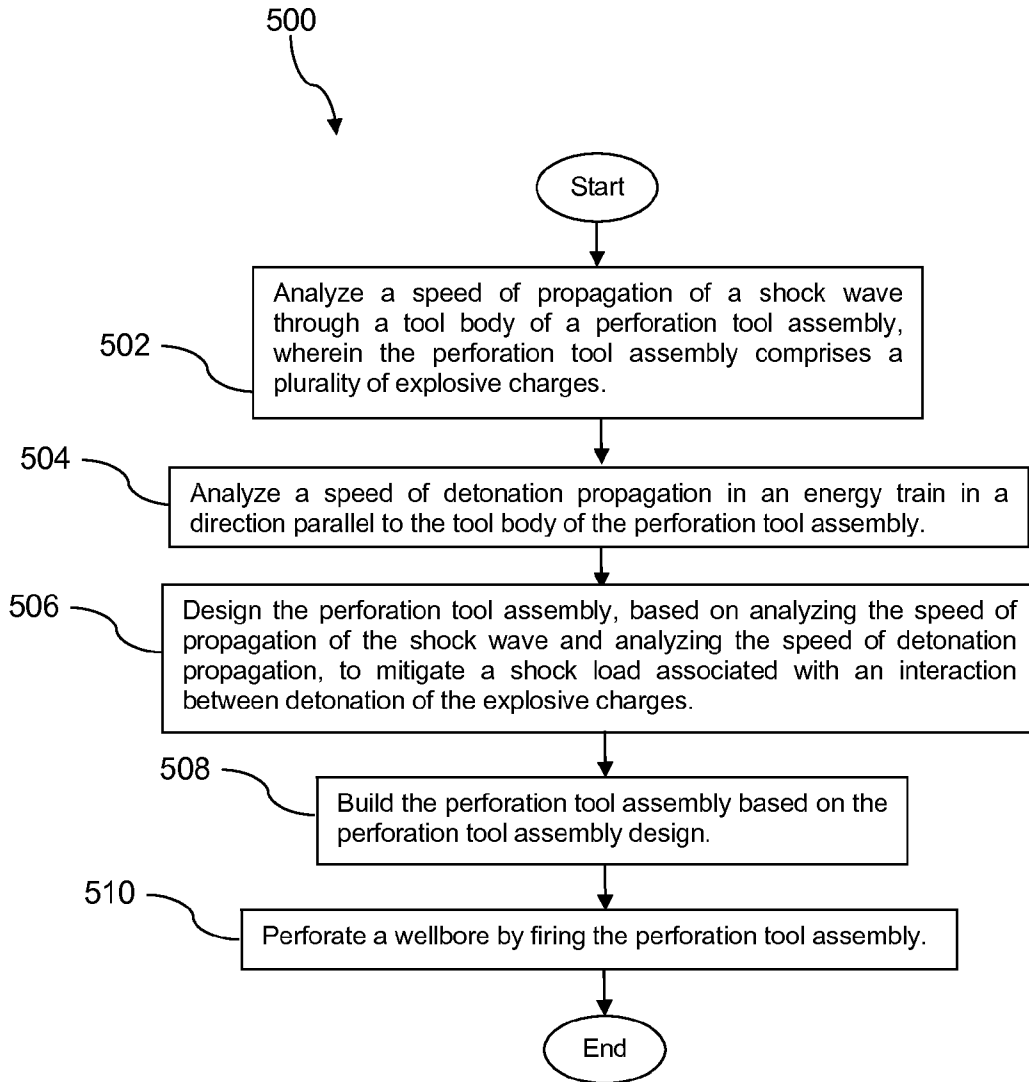 500
Start
502
Analyze a speed of propagation of a shock wave
through a tool body of a perforation tool assembly,
wherein the perforation tool assembly comprises a
plurality of explosive charges.
504
Analyze a speed of detonation propagation in an energy train in a
direction parallel to the tool body of the perforation tool assembly.
506
Design the perforation tool assembly, based on analyzing the speed of
propagation of the shock wave and analyzing the speed of detonation
propagation, to mitigate a shock load associated with an interaction
between detonation of the explosive charges.
508
Build the perforation tool assembly based on the
perforation tool assembly design.
510
Perforate a wellbore by firing the perforation tool assembly.
End